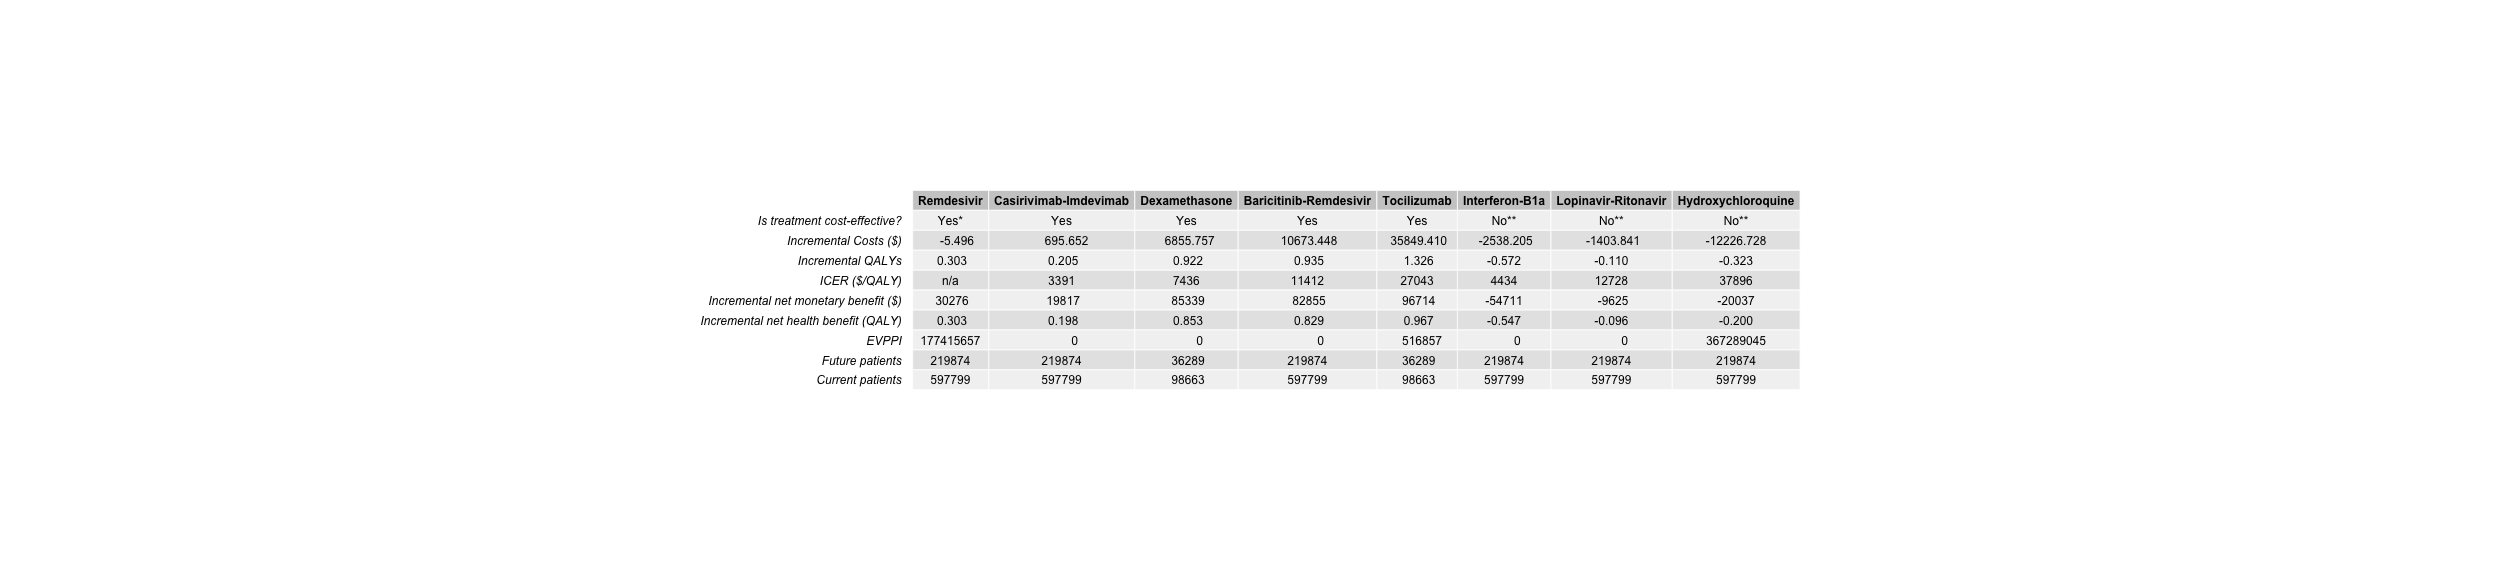 Remdesivir Casirivimab-Imdevimab Dexamethasone Baricitinib-Remdesivir Tocilizumab Interferon-B1a Lopinavir-Ritonavir Hydroxychloroquine
Is treatment cost-effective? Yes* Yes Yes Yes Yes No** No** No**
Incremental Costs ($) -5.496 695.652 6855.757 10673.448 35849.410 -2538.205 -1403.841 -12226.728
Incremental QALYs 0.303 0.205 0.922 0.935 1.326 -0.572 -0.110 -0.323
ICER ($/QALY) n/a 3391 7436 11412 27043 4434 12728 37896
Incremental net monetary benefit ($) 30276 19817 85339 82855 96714 -54711 -9625 -20037
Incremental net health benefit (QALY) 0.303 0.198 0.853 0.829 0.967 -0.547 -0.096 -0.200
EVPPI 177415657 0 0 0 516857 0 0 367289045
Future patients 219874 219874 36289 219874 36289 219874 219874 219874
Current patients 597799 597799 98663 597799 98663 597799 597799 597799